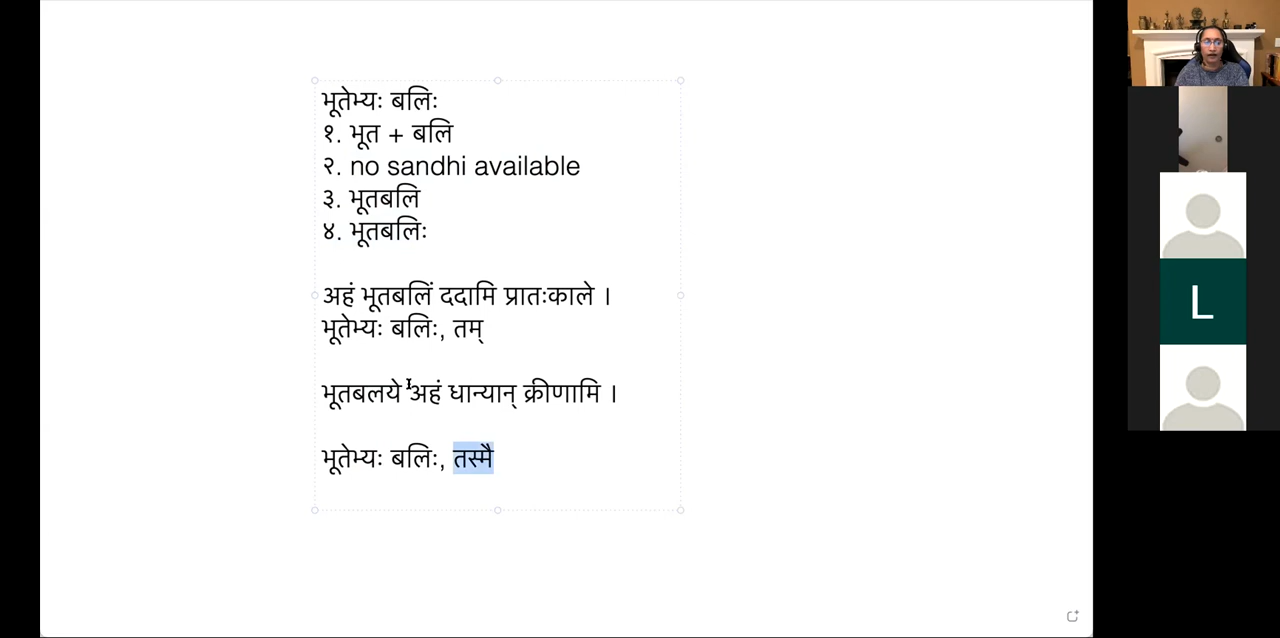 भूतेभ्यः बलिः
१. भूत + बलि
२. no sandhi available
३. भूतबलि
४. भूतबलिः
अहं भूतबलिं ददामि प्रातःकाले ।
भूतेभ्यः बलिः, तम्
भूतबलये अहं धान्यान् क्रीणामि ।
भूतेभ्यः बलिः, तस्मै
L